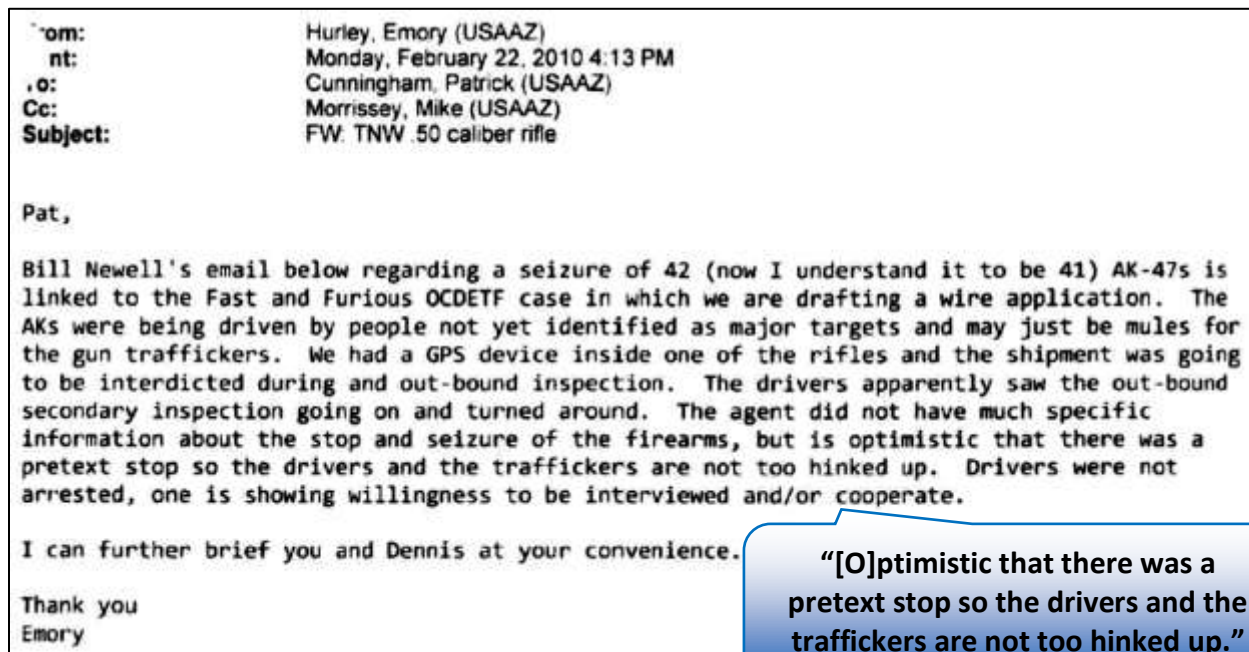 om: Hurley, Emory (USAAZ)
nt: Monday, February 22, 2010 4:13 PM
.o: Cunningham, Patrick (USAAZ)
Cc: Morrissey, Mike (USAAZ)
Subject: FW: TNW .50 caliber rifle
Pat,
Bill Newell's email below regarding a seizure of 42 (now I understand it to be 41) AK-47s is
linked to the Fast and Furious OCDETF case in which we are drafting a wire application. The
AKs were being driven by people not yet identified as major targets and may just be mules for
the gun traffickers. We had a GPS device inside one of the rifles and the shipment was going
to be interdicted during and out-bound inspection. The drivers apparently saw the out-bound
secondary inspection going on and turned around. The agent did not have much specific
information about the stop and seizure of the firearms, but is optimistic that there was a
pretext stop so the drivers and the traffickers are not too hinked up. Drivers were not
arrested, one is showing willingness to be interviewed and/or cooperate.
I can further brief you and Dennis at your convenience.
Thank you
Emory
“[O]ptimistic that there was a
pretext stop so the drivers and the
traffickers are not too hinked up.”